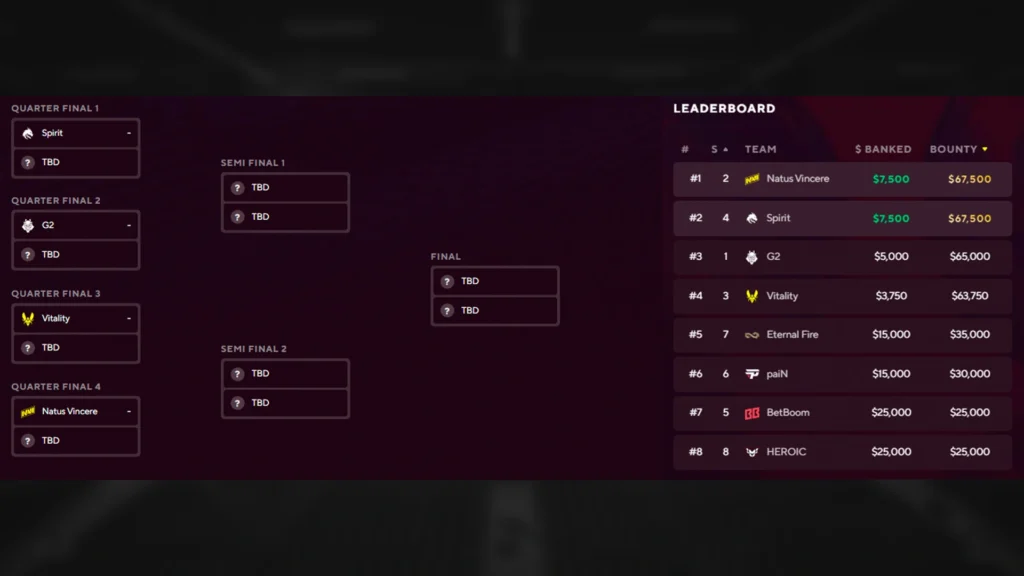 QUARTER FINAL 1
Spirit -
? TBD
QUARTER FINAL 2
G2 -
? TBD
QUARTER FINAL 3
Vitality -
? TBD
QUARTER FINAL 4
Natus Vincere -
? TBD
SEMI FINAL 1
? TBD
? TBD
SEMI FINAL 2
? TBD
? TBD
FINAL
? TBD
? TBD
LEADERBOARD
# S TEAM $ BANKED BOUNTY
#1 2 Natus Vincere $7,500 $67,500
#2 4 Spirit $7,500 $67,500
#3 1 G2 $5,000 $65,000
#4 3 Vitality $3,750 $63,750
#5 7 Eternal Fire $15,000 $35,000
#6 6 paiN $15,000 $30,000
#7 5 BetBoom $25,000 $25,000
#8 8 HEROIC $25,000 $25,000